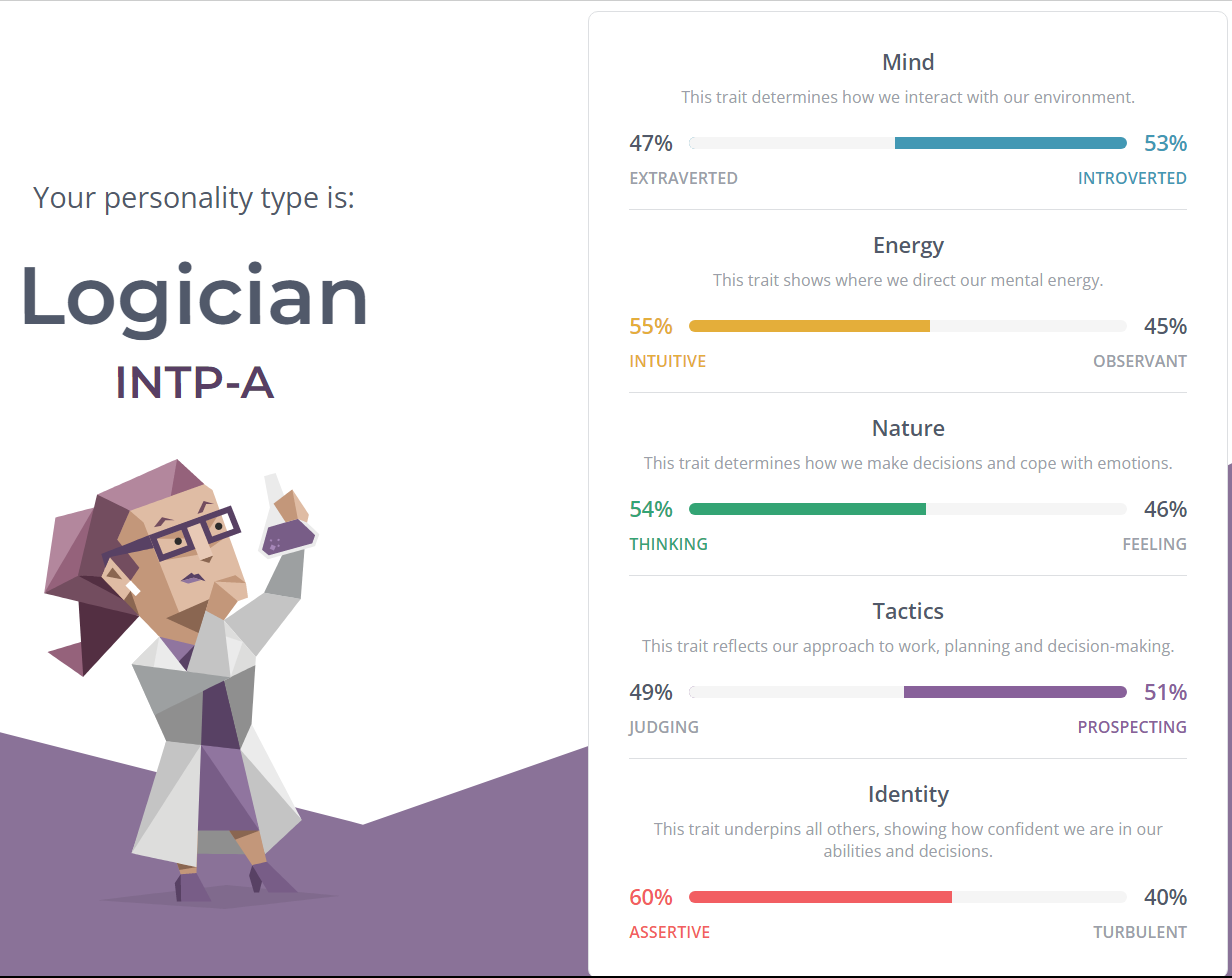 Your personality type is:
Logician
INTP-A
Mind
This trait determines how we interact with our environment.
47% 53%
EXTRAVERTED INTROVERTED
Energy
This trait shows where we direct our mental energy.
55% 45%
INTUITIVE OBSERVANT
Nature
This trait determines how we make decisions and cope with emotions.
54% 46%
THINKING FEELING
Tactics
This trait reflects our approach to work, planning and decision-making.
49% 51%
JUDGING PROSPECTING
Identity
This trait underpins all others, showing how confident we are in our
abilities and decisions.
60% 40%
ASSERTIVE TURBULENT